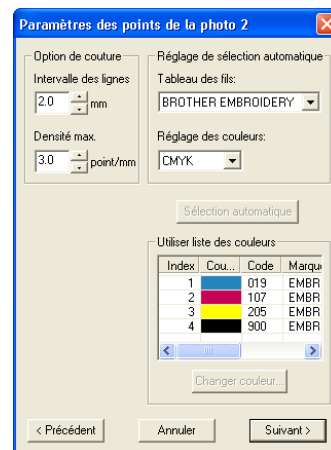 Paramètres des points de la photo 2
Option de couture
Intervalle des lignes
2.0 mm
Densité max.
3.0 point/mm
Réglage de sélection automatique
Tableau des fils:
BROTHER EMBROIDERY
Réglage des couleurs:
CMYK
Sélection automatique
Utiliser liste des couleurs
Index Cou... Code Marqu
1 019 EMBR
2 107 EMBR
3 205 EMBR
4 900 EMBR
Changer couleur...
< Précédent Annuler Suivant >